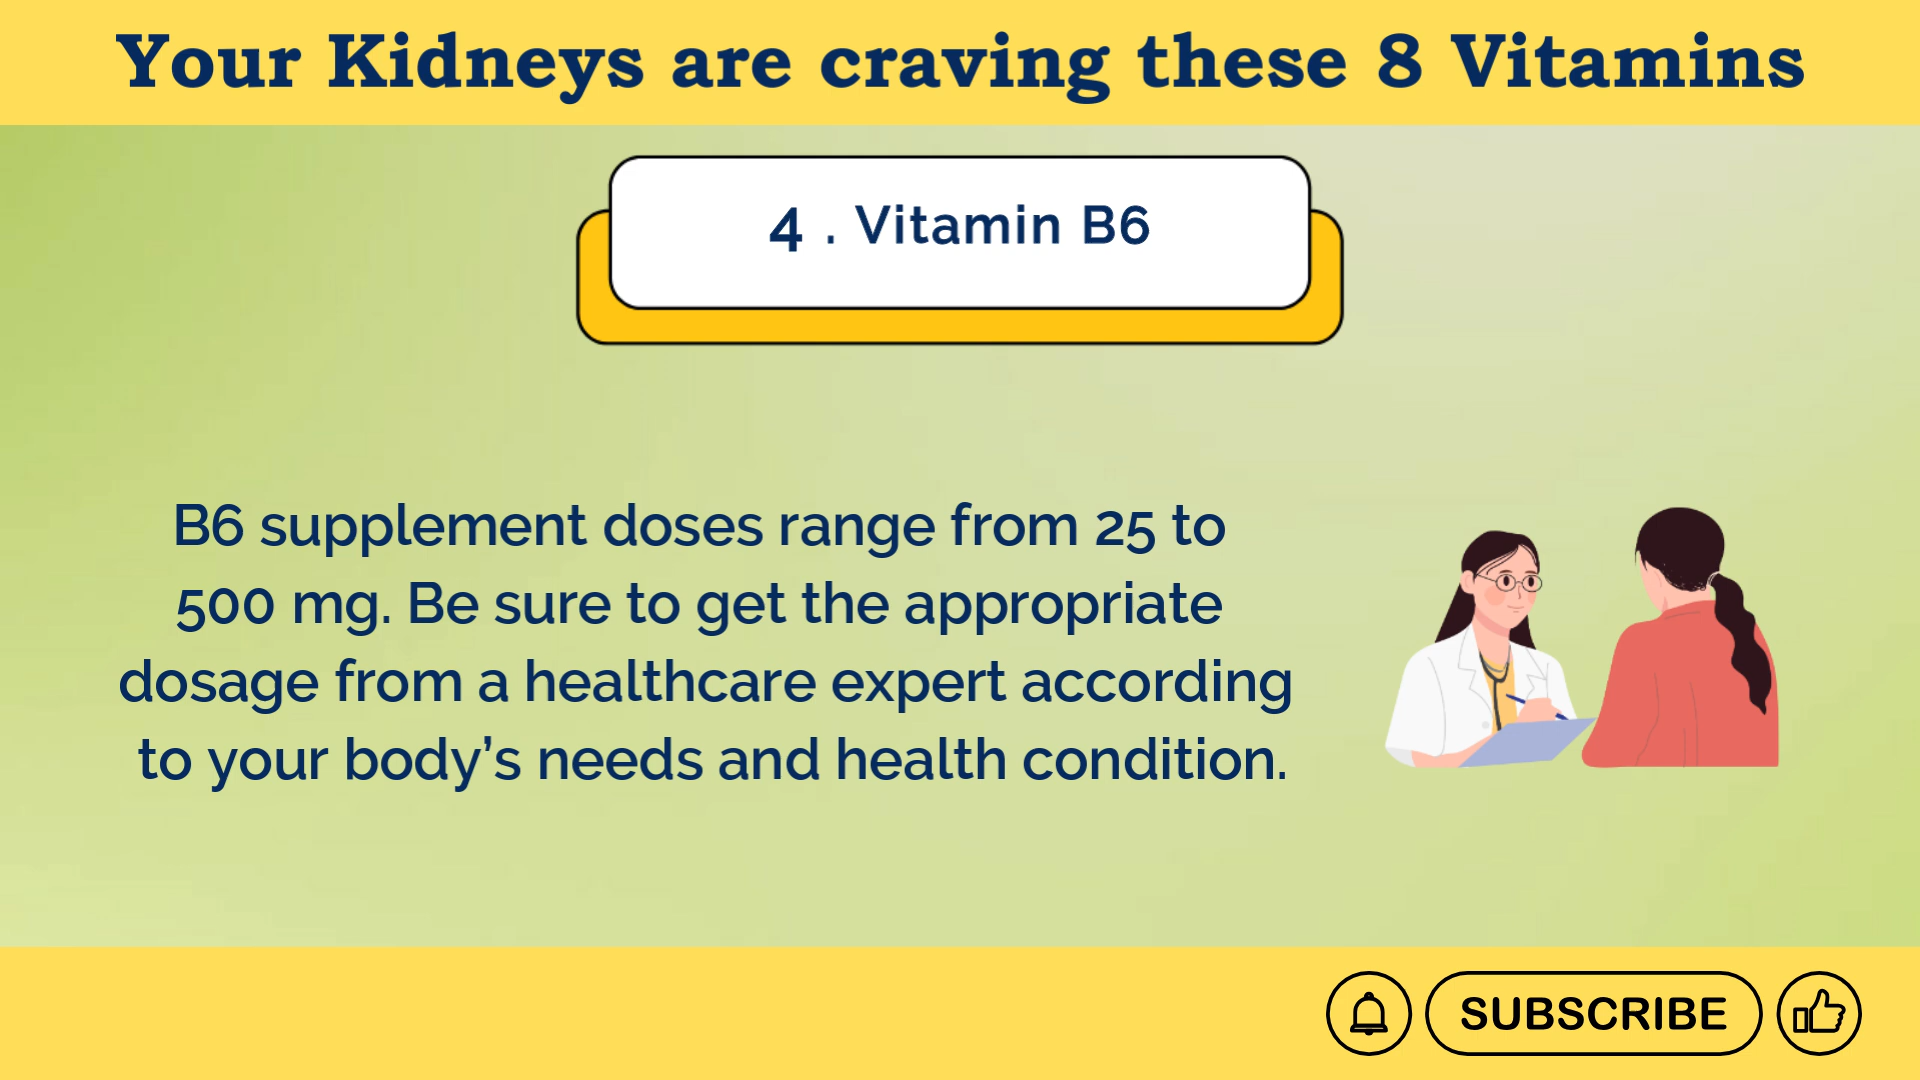 Your Kidneys are craving these 8 Vitamins
4 . Vitamin B6
B6 supplement doses range from 25 to
500 mg. Be sure to get the appropriate
dosage from a healthcare expert according
to your body’s needs and health condition.
SUBSCRIBE